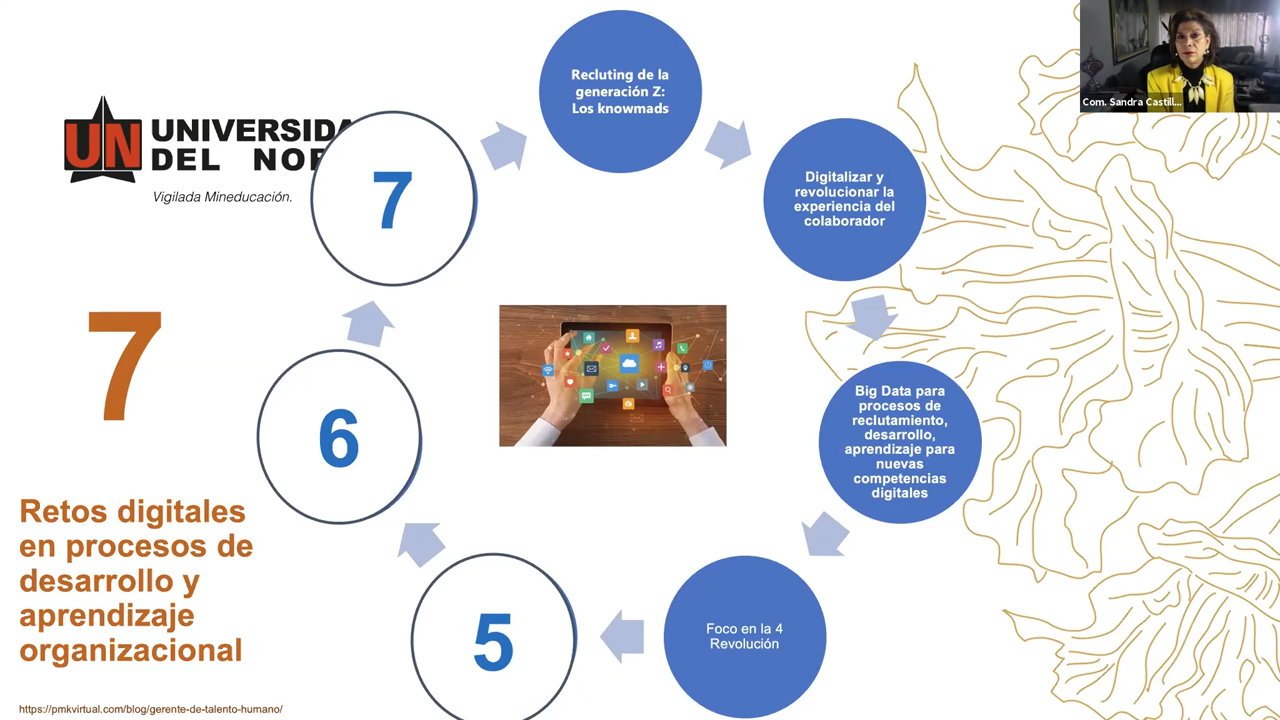 UN
UNIVERSIDA
DEL NOR
Vigilada Mineducación.
7
Retos digitales
en procesos de
desarrollo y
aprendizaje
organizacional
https://pmkvirtual.com/blog/gerente-de-talento-humano/
Recluting de la
generación Z:
Los knowmads
Digitalizar y
revolucionar la
experiencia del
colaborador
Big Data para
procesos de
reclutamiento,
desarrollo,
aprendizaje para
nuevas
competencias
digitales
Foco en la 4
Revolución
5
6
7
Com. Sandra Castill...